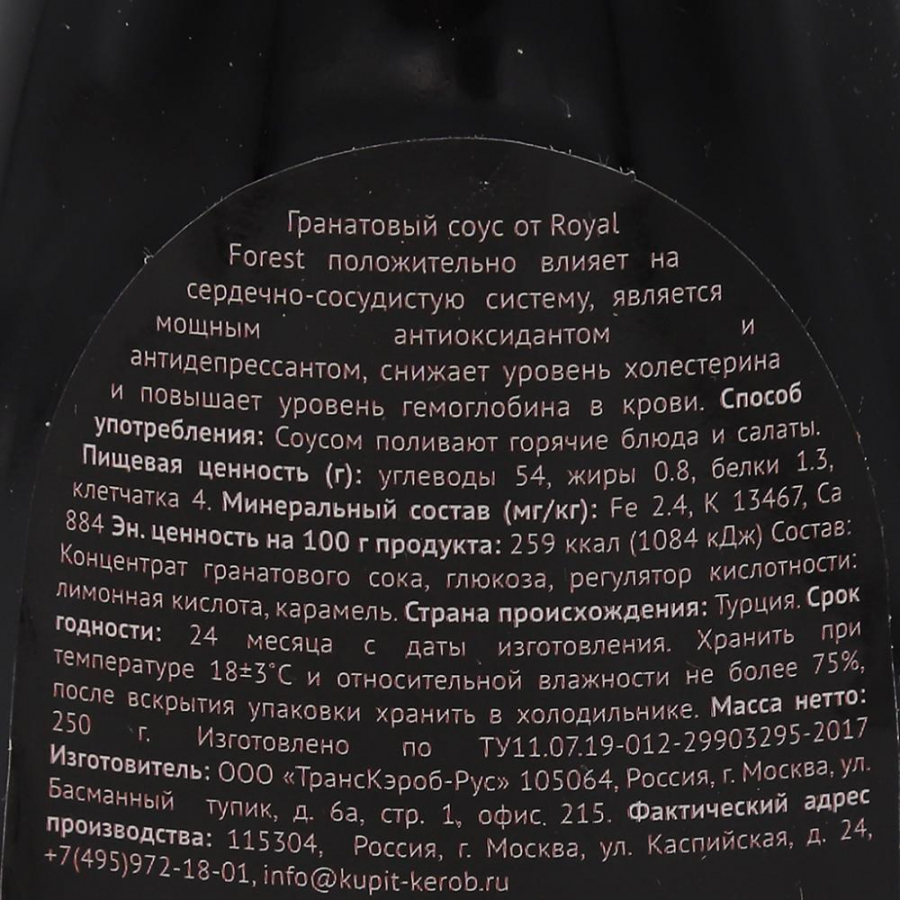 Гранатовый соус от Royal
Forest положительно влияет на
сердечно-сосудистую систему, является
мощным антиоксидантом и
антидепрессантом, снижает уровень холестерина
и повышает уровень гемоглобина в крови. Способ
употребления: Соусом поливают горячие блюда и салаты.
Пищевая ценность (г): углеводы 54, жиры 0.8, белки 1.3,
клетчатка 4. Минеральный состав (мг/кг): Fe 2.4, K 13467, Ca
884 Эн. ценность на 100 г продукта: 259 ккал (1084 кДж) Состав:
Концентрат гранатового сока, глюкоза, регулятор кислотности:
лимонная кислота, карамель. Страна происхождения: Турция. Срок
годности: 24 месяца с даты изготовления. Хранить при
температуре 18±3°С и относительной влажности не более 75%,
после вскрытия упаковки хранить в холодильнике. Масса нетто:
250 г. Изготовлено по ТУ11.07.19-012-29903295-2017
Изготовитель: ООО «ТрансКэроб-Рус» 105064, Россия, г. Москва, ул.
Басманный тупик, д. 6а, стр. 1, офис. 215. Фактический адрес
производства: 115304, Россия, г. Москва, ул. Каспийская, д. 24,
+7(495)972-18-01, info@kupit-kerob.ru